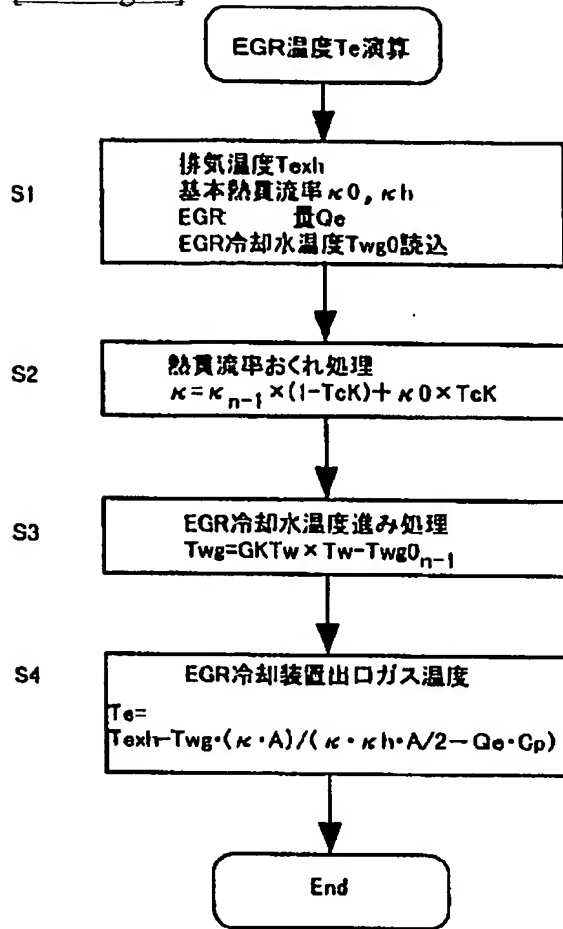 EGR温度Te演算
S1
排気温度Texh
基本熱貫流率κ0, κh
EGR 量Qe
EGR冷却水温度Twg0読込
S2
熱貫流率おくれ処理
κ=κn-1×(1-TcK)+κ0×TcK
S3
EGR冷却水温度進み処理
Twg=GKTw×Tw-Twg0n-1
S4
EGR冷却装置出口ガス温度
Te=
Texh-Twg・(κ・A)/(κ・κh・A/2-Qe・Cp)
End